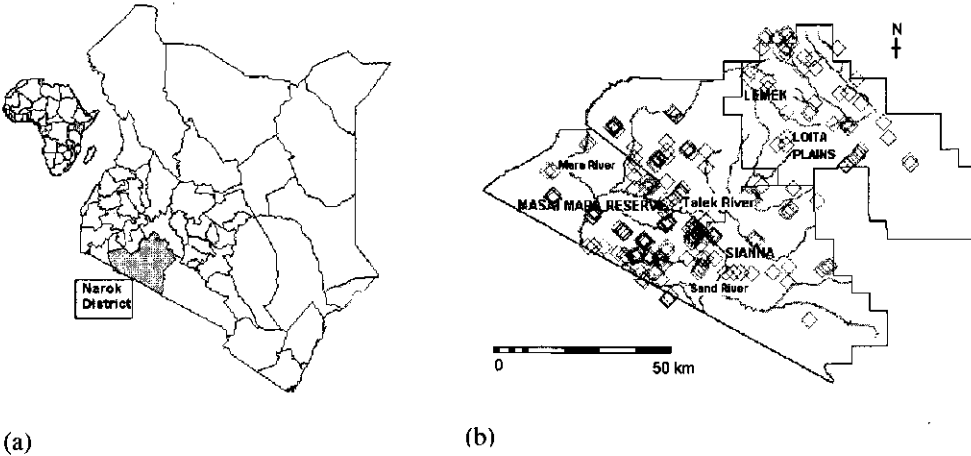 Narok
District
(a)
N
LEMEK
LOITA
PLAINS
Mara River
MASAI MARA RESERVE
Talek River
SIANNA
Sand River
0 50 km
(b)